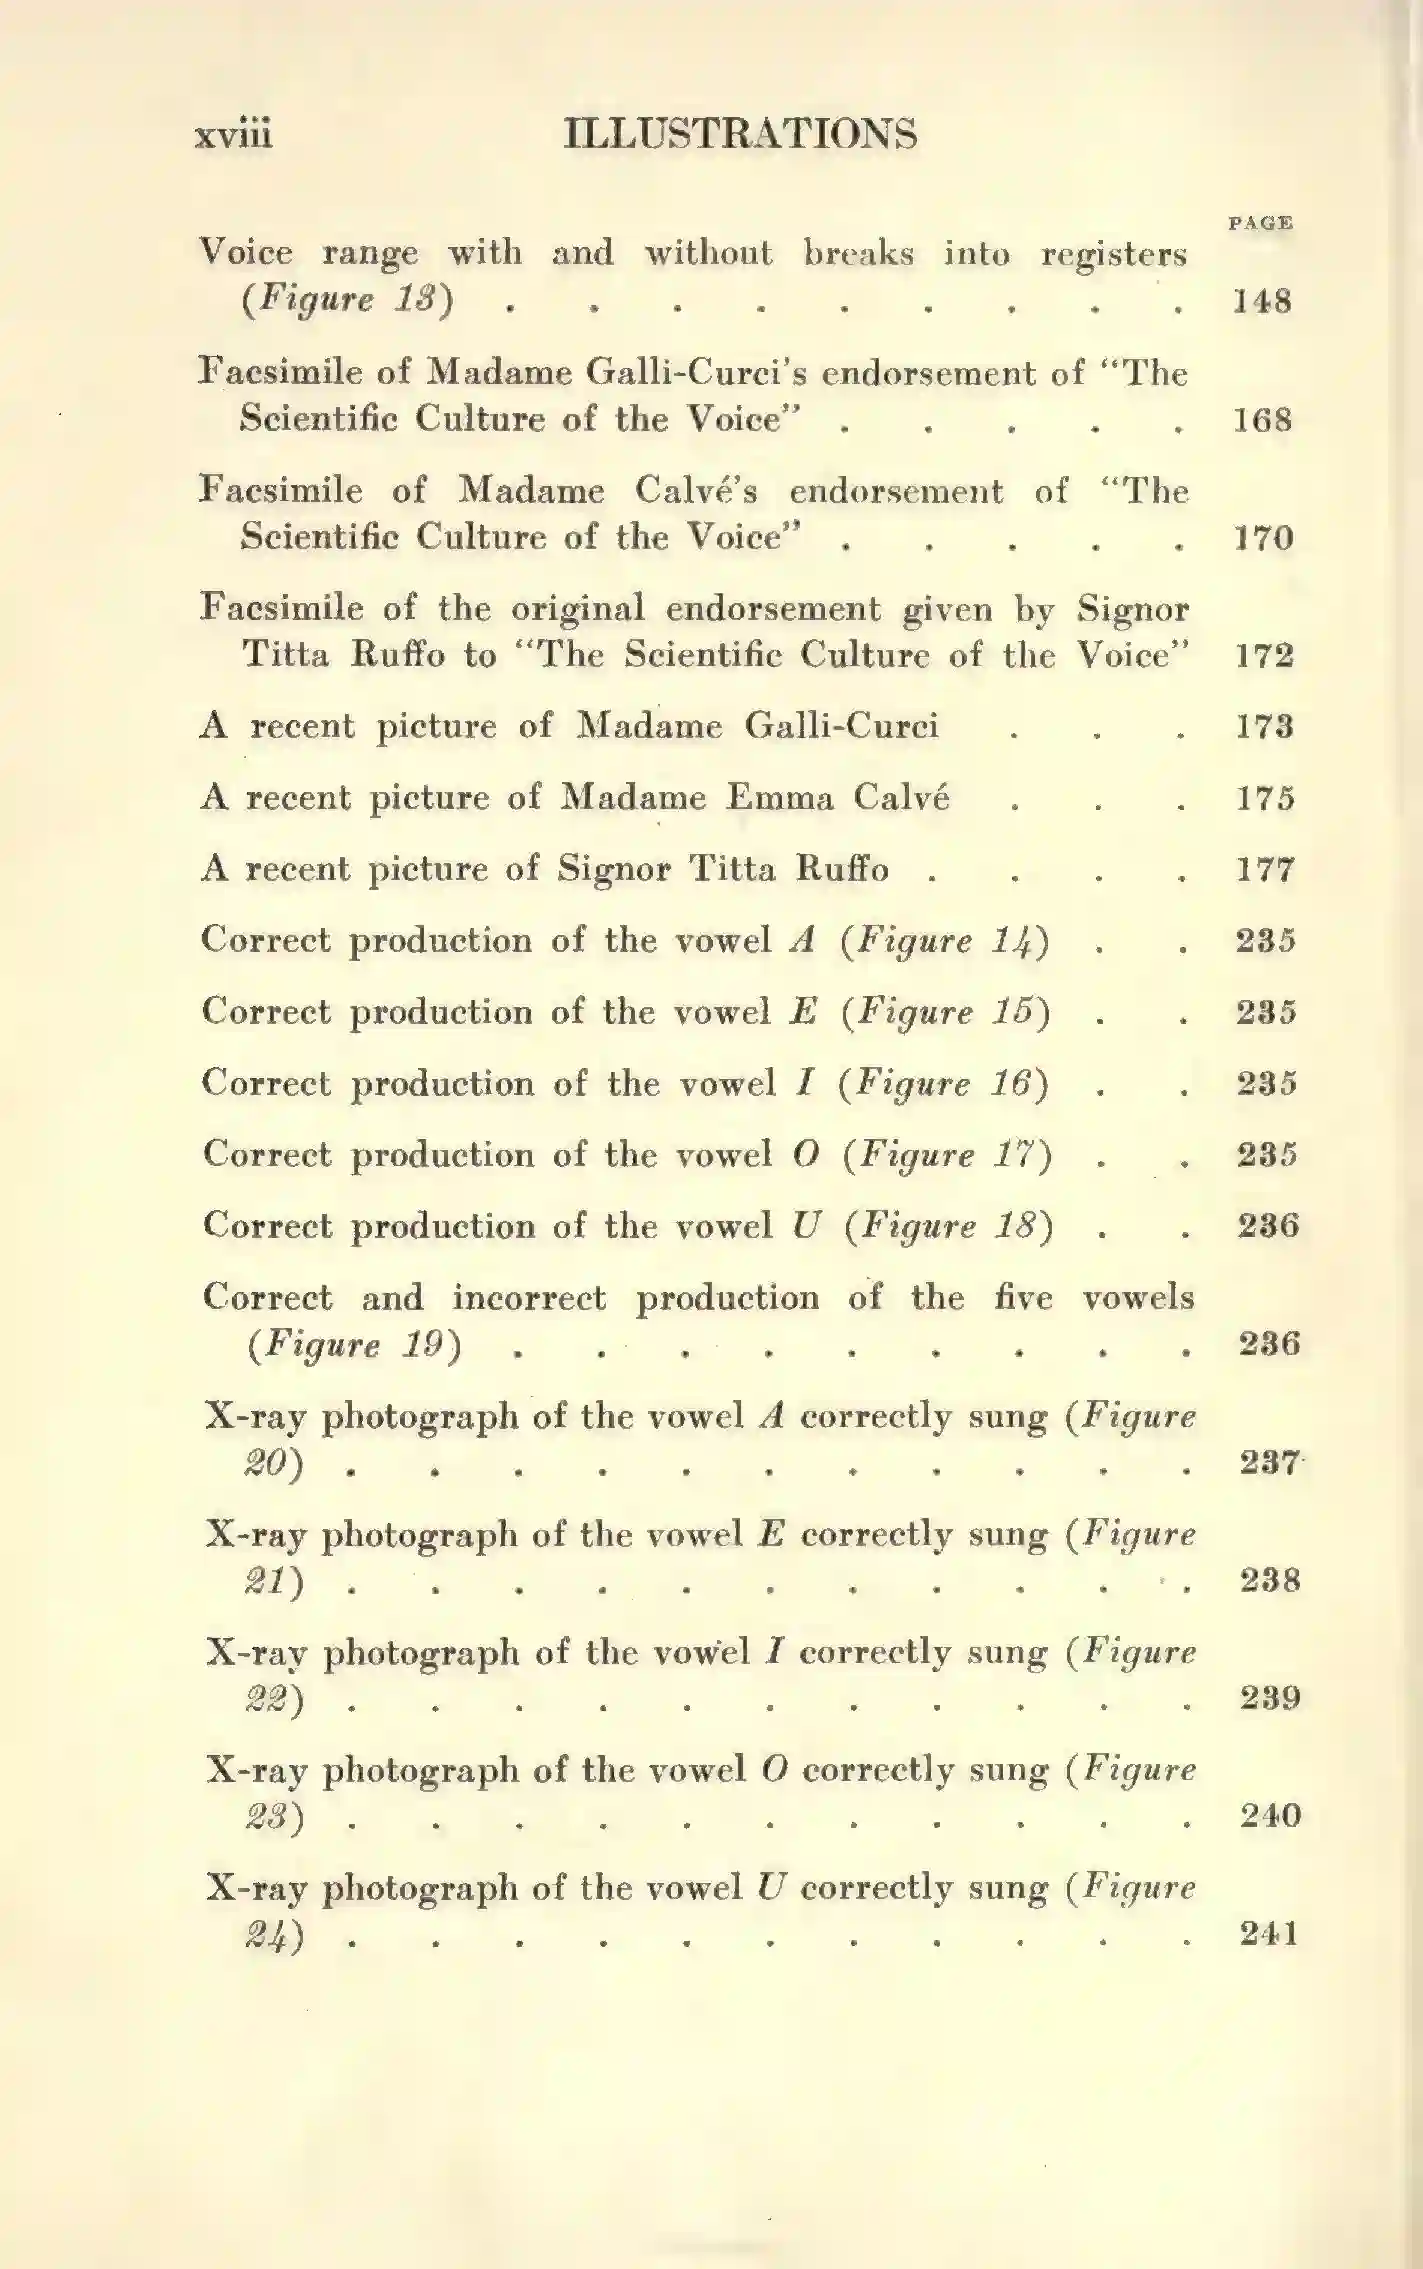 xviii ILLUSTRATIONS
PAGE
Voice range with and without breaks into registers
(Figure 13) . . . . . . . . . 148
Facsimile of Madame Galli-Curci's endorsement of “The
Scientific Culture of the Voice” . . . . . 168
Facsimile of Madame Calvé's endorsement of “The
Scientific Culture of the Voice” . . . . . 170
Facsimile of the original endorsement given by Signor
Titta Ruffo to “The Scientific Culture of the Voice” 172
A recent picture of Madame Galli-Curci . . . 173
A recent picture of Madame Emma Calvé . . . 175
A recent picture of Signor Titta Ruffo . . . . 177
Correct production of the vowel A (Figure 14) . . 235
Correct production of the vowel E (Figure 15) . . 235
Correct production of the vowel I (Figure 16) . . 235
Correct production of the vowel O (Figure 17) . . 235
Correct production of the vowel U (Figure 18) . . 236
Correct and incorrect production of the five vowels
(Figure 19) . . . . . . . . . 236
X-ray photograph of the vowel A correctly sung (Figure
20) . . . . . . . . . . . 237
X-ray photograph of the vowel E correctly sung (Figure
21) . . . . . . . . . . . 238
X-ray photograph of the vowel I correctly sung (Figure
22) . . . . . . . . . . . 239
X-ray photograph of the vowel O correctly sung (Figure
23) . . . . . . . . . . . 240
X-ray photograph of the vowel U correctly sung (Figure
24) . . . . . . . . . . . 241